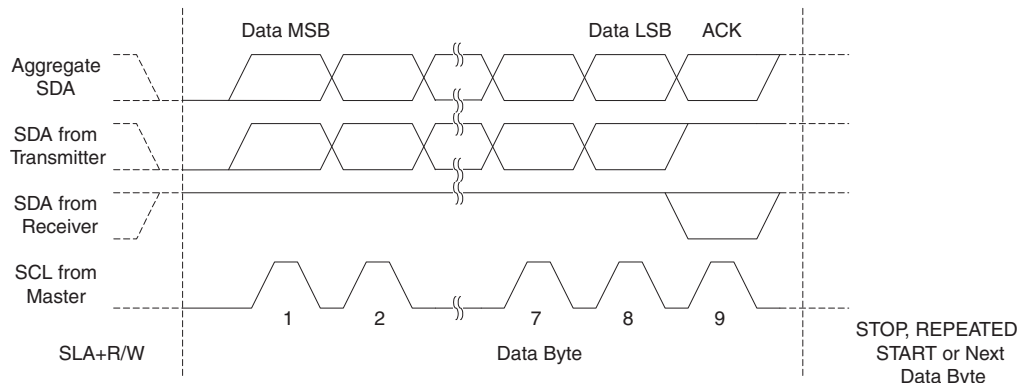 Data MSB
Data LSB
ACK
Aggregate
SDA
SDA from
Transmitter
SDA from
Receiver
SCL from
Master
1
2
7
8
9
SLA+R/W
Data Byte
STOP, REPEATED
START or Next
Data Byte